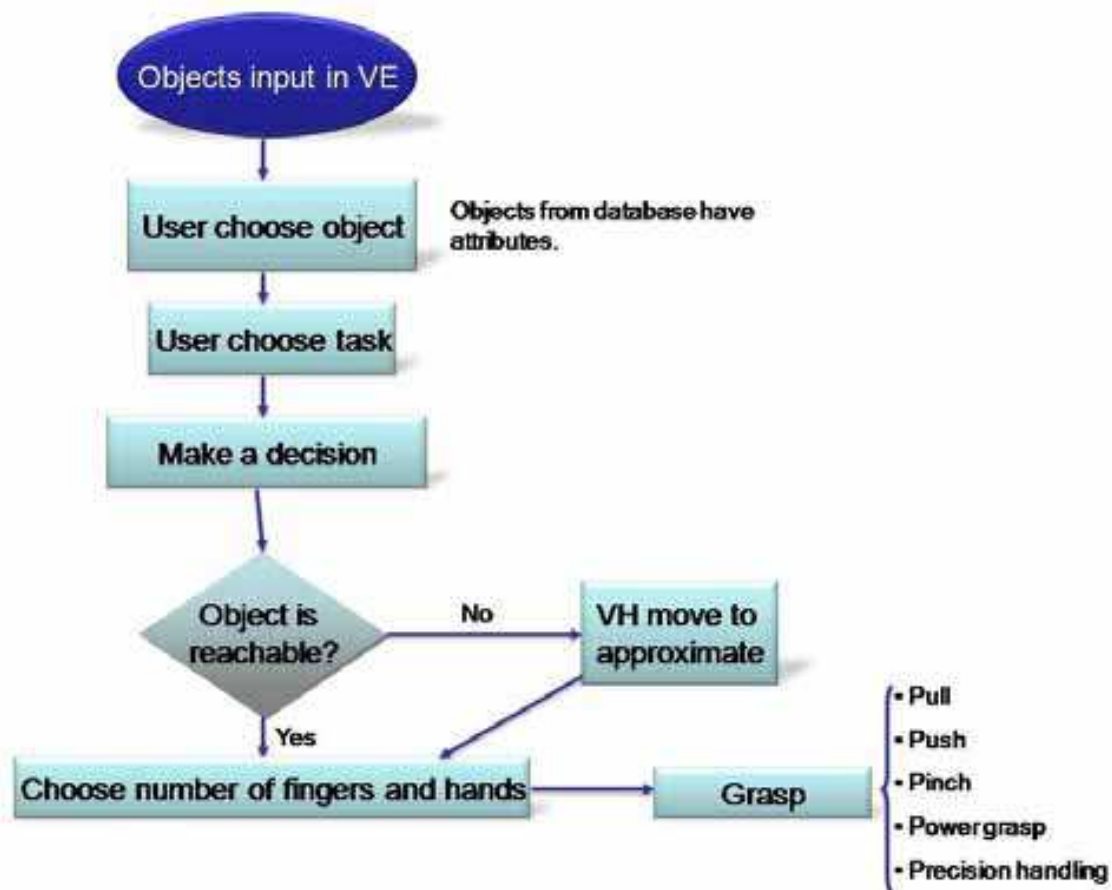 Objects input in VE
User choose object
Objects from database have
attributes.
User choose task
Make a decision
Object is
reachable?
No
VH move to
approximate
Yes
Choose number of fingers and hands
Grasp
• Pull
• Push
• Pinch
• Power grasp
• Precision handling